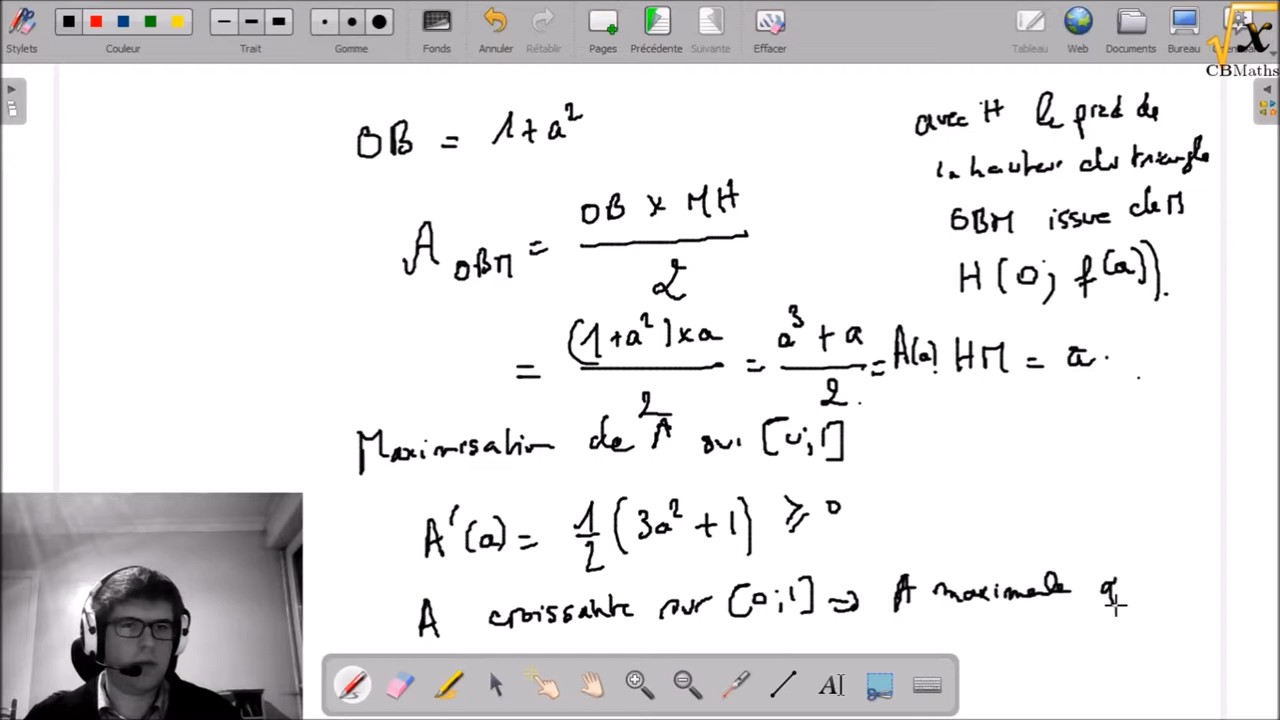 Stylets
Couleur
Trait
Gomme
Fonds
Annuler
Rétablir
Pages
Précédente
Suivante
Effacer
Tableau
Web
Documents
Bureau
CBMaths
OB = 1+a²
avec H le pied de
la hauteur du triangle
OBM issue de M
H(0; f(a)).
A OBM = OB × MH / 2
= (1+a²)×a / 2 = a³+a / 2 = A(a). HM = a.
Maximisation de A sur [0;1]
A'(a) = 1/2 (3a²+1) ≥ 0
A croissante sur [0;1] ⇒ A maximale